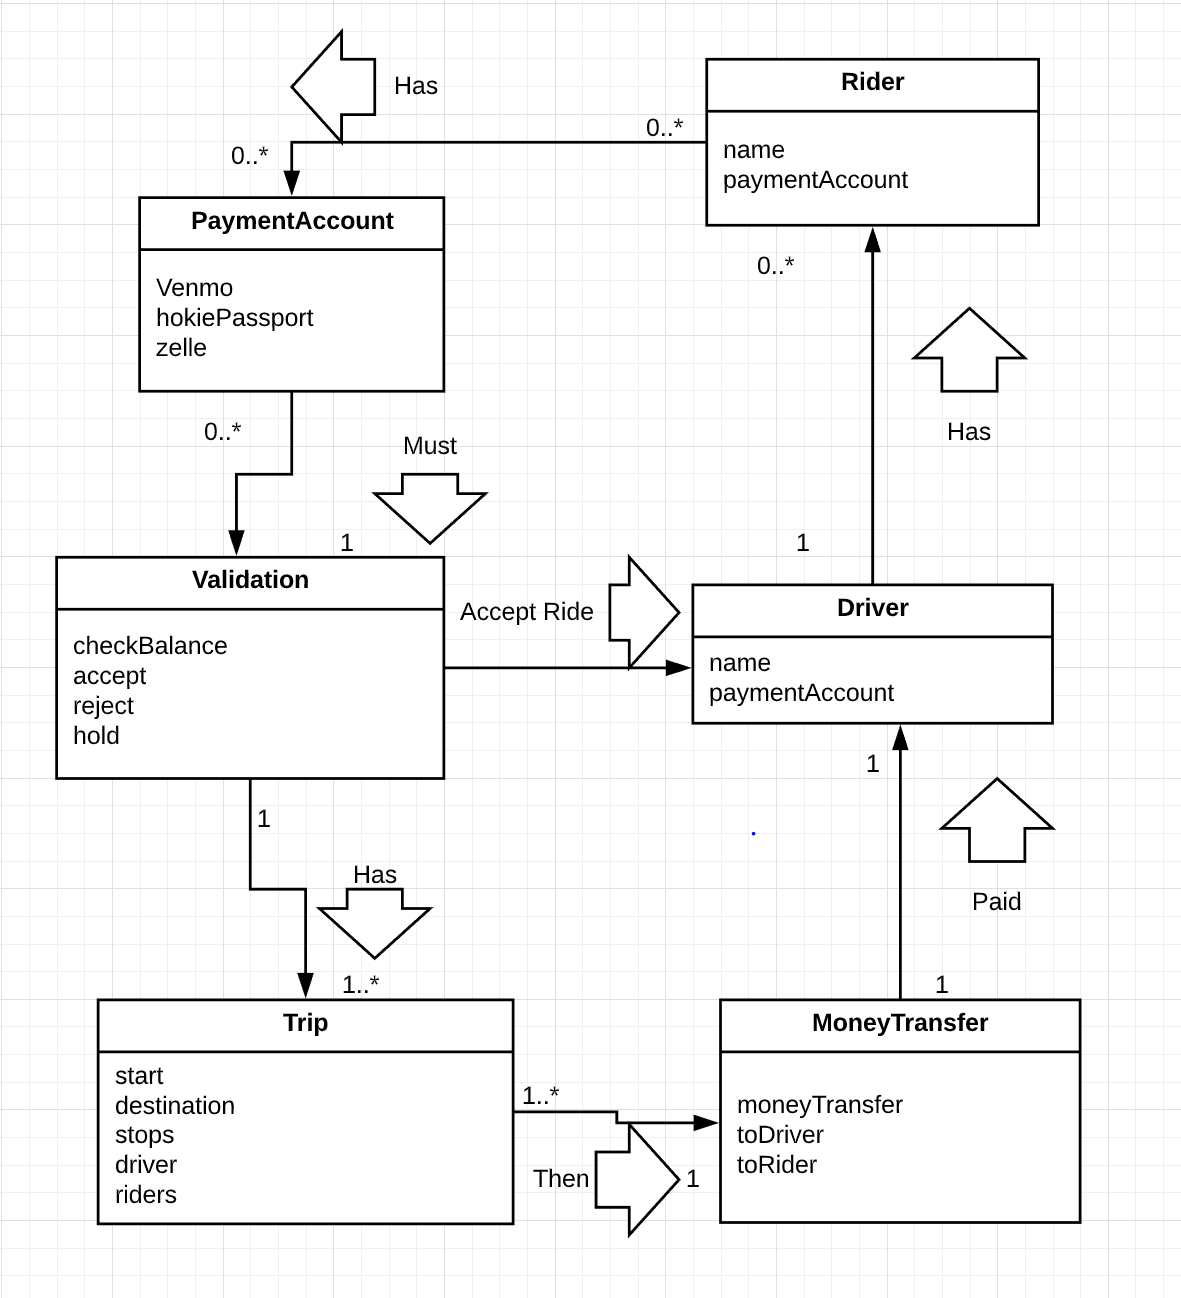 Has
Rider
0..*
0..*
name
paymentAccount
PaymentAccount
0..*
Venmo
hokiePassport
zelle
Has
0..*
Must
1
1
Validation
Accept Ride
Driver
checkBalance
accept
reject
hold
name
paymentAccount
1
1
Has
Paid
1..*
1
Trip
MoneyTransfer
start
destination
stops
driver
riders
1..*
moneyTransfer
toDriver
toRider
Then
1